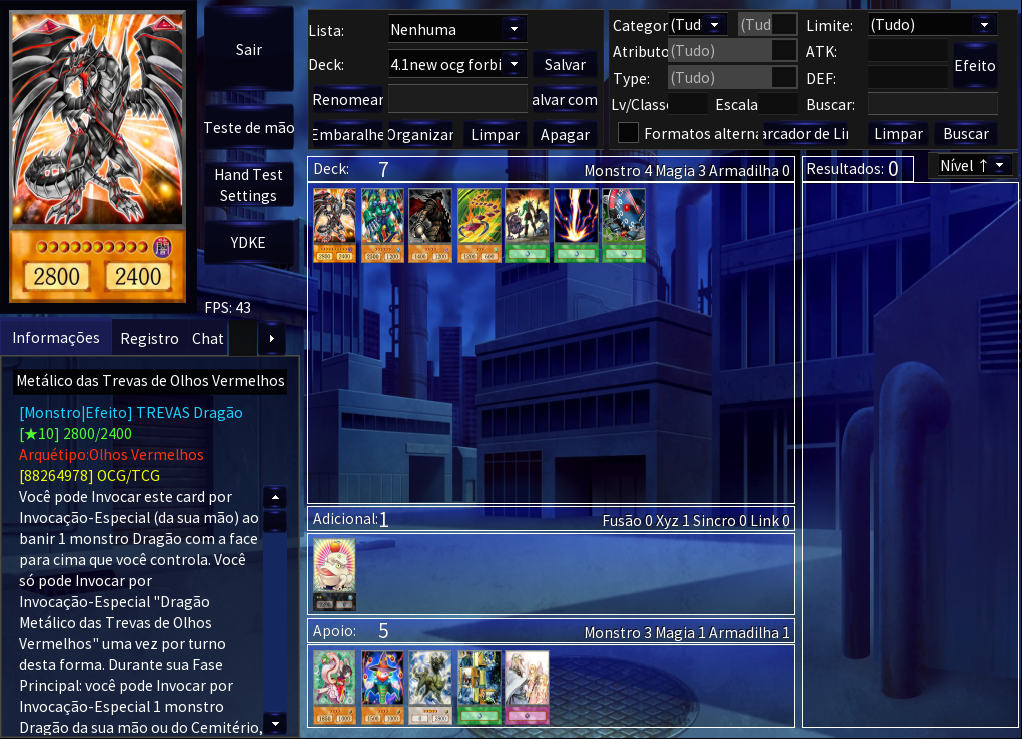 2800 2400
Sair
Teste de mão
Hand Test
Settings
YDKE
FPS: 43
Lista: Nenhuma
Deck: 4.1new ocg forbi Salvar
Renomear alvar com
Embaralhe Organizar Limpar Apagar
Categor (Tud (Tud Limite: (Tudo)
Atributo (Tudo) ATK: Efeito
Type: (Tudo) DEF:
Lv/Classe Escala Buscar:
Formatos alterna arcador de Lin Limpar Buscar
Deck: 7 Monstro 4 Magia 3 Armadilha 0
Resultados: 0 Nível ↑
Adicional: 1 Fusão 0 Xyz 1 Sincro 0 Link 0
Apoio: 5 Monstro 3 Magia 1 Armadilha 1
Informações Registro Chat
Metálico das Trevas de Olhos Vermelhos
[Monstro|Efeito] TREVAS Dragão
[★10] 2800/2400
Arquétipo:Olhos Vermelhos
[88264978] OCG/TCG
Você pode Invocar este card por
Invocação-Especial (da sua mão) ao
banir 1 monstro Dragão com a face
para cima que você controla. Você
só pode Invocar por
Invocação-Especial "Dragão
Metálico das Trevas de Olhos
Vermelhos" uma vez por turno
desta forma. Durante sua Fase
Principal: você pode Invocar por
Invocação-Especial 1 monstro
Dragão da sua mão ou do Cemitério,